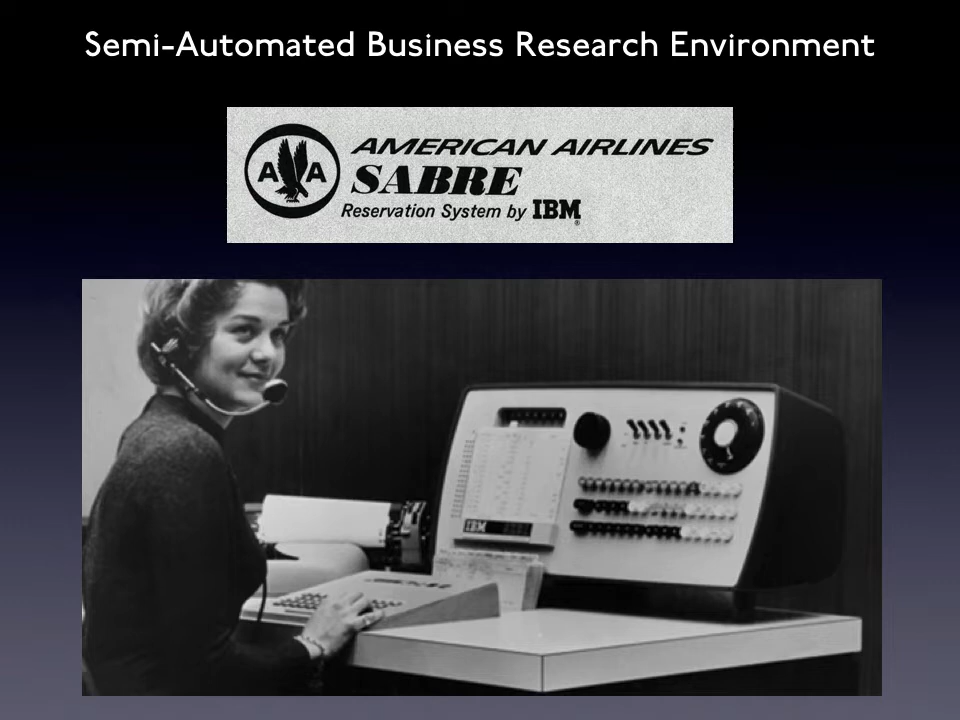 Semi-Automated Business Research Environment
A A
AMERICAN AIRLINES
SABRE
Reservation System by IBM
®
IBM